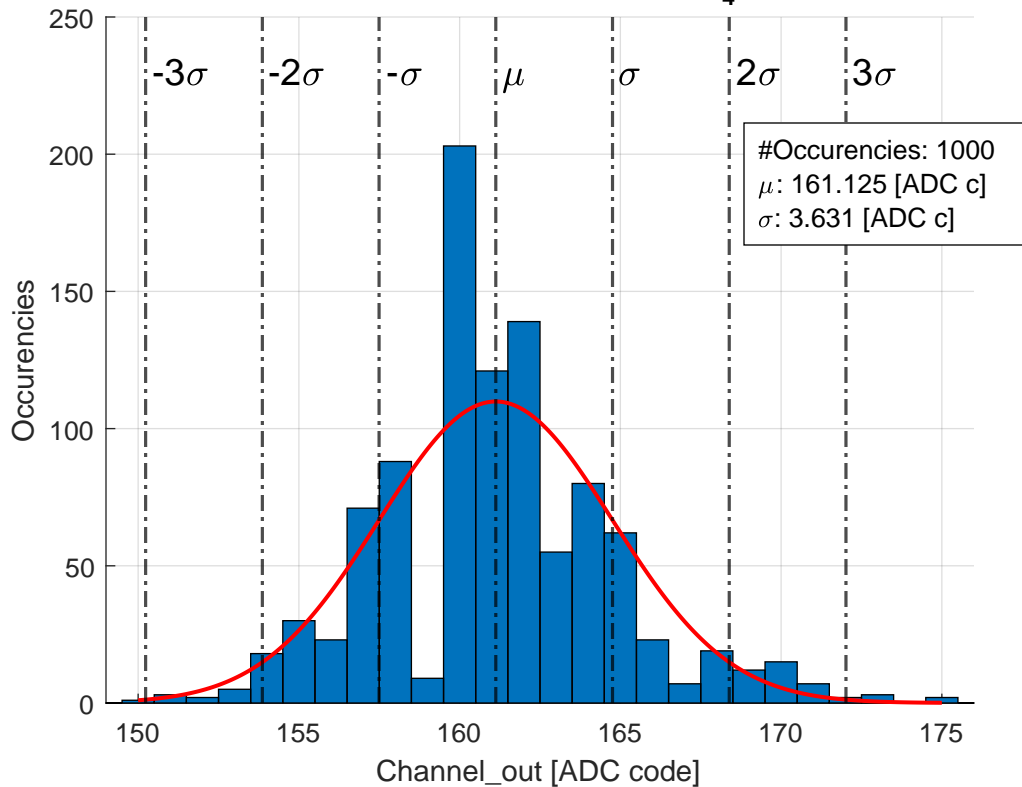 4
250
-3σ -2σ -σ μ σ 2σ 3σ
#Occurencies: 1000
μ: 161.125 [ADC c]
σ: 3.631 [ADC c]
200
150
100
50
0
Occurencies
150 155 160 165 170 175
Channel_out [ADC code]